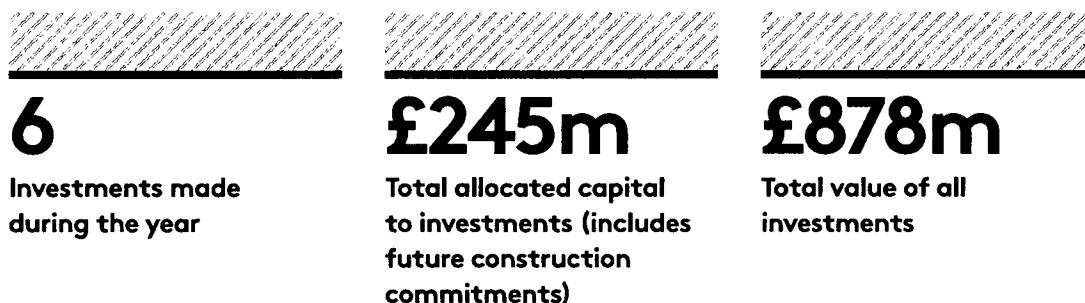 6
Investments made
during the year
£245m
Total allocated capital
to investments (includes
future construction
commitments)
£878m
Total value of all
investments